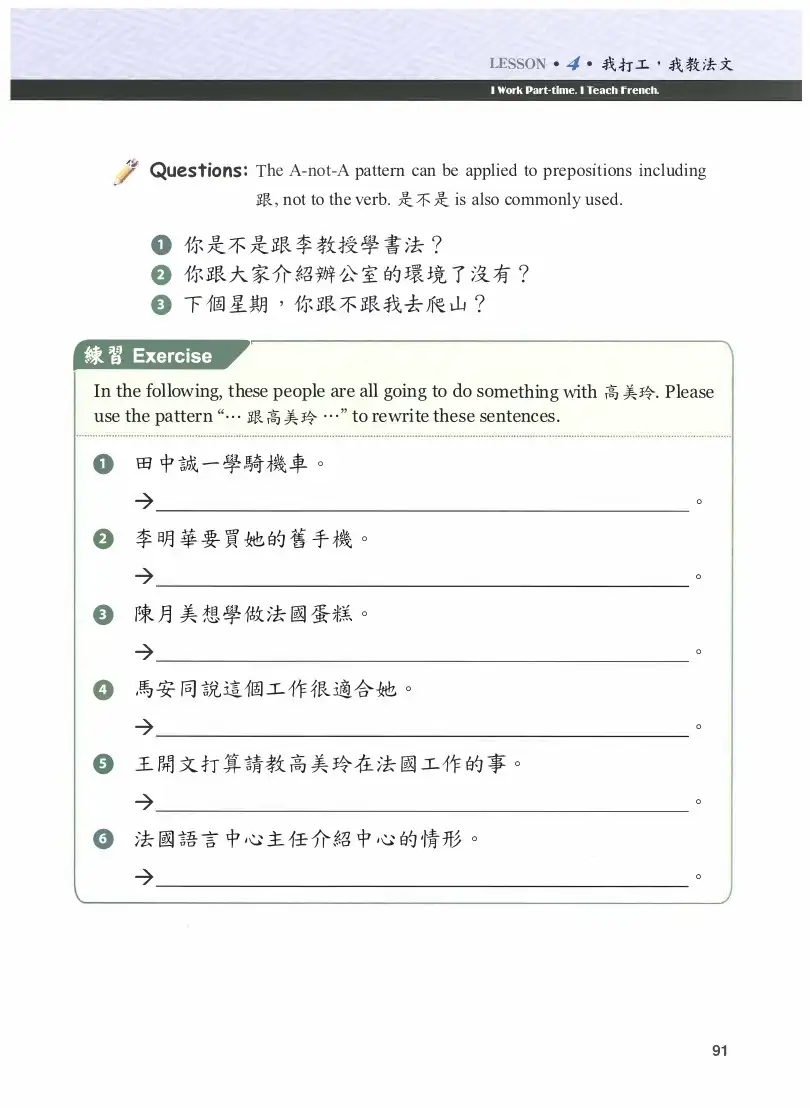 LESSON • 4 • 我打工，我教法文
I Work Part-time. I Teach French.
Questions: The A-not-A pattern can be applied to prepositions including
跟, not to the verb. 是不是 is also commonly used.
1 你是不是跟李教授學書法？
2 你跟大家介紹辦公室的環境了沒有？
3 下個星期，你跟不跟我去爬山？
練習 Exercise
In the following, these people are all going to do something with 高美玲. Please
use the pattern “… 跟高美玲 …” to rewrite these sentences.
1 田中誠一學騎機車。
→ 。
2 李明華要買她的舊手機。
→ 。
3 陳月美想學做法國蛋糕。
→ 。
4 馬安同說這個工作很適合她。
→ 。
5 王開文打算請教高美玲在法國工作的事。
→ 。
6 法國語言中心主任介紹中心的情形。
→ 。
91